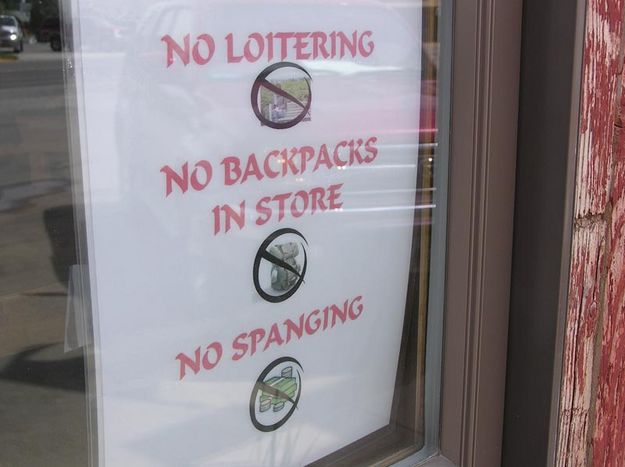 NO LOITERING
NO BACKPACKS
IN STORE
NO SPANGING